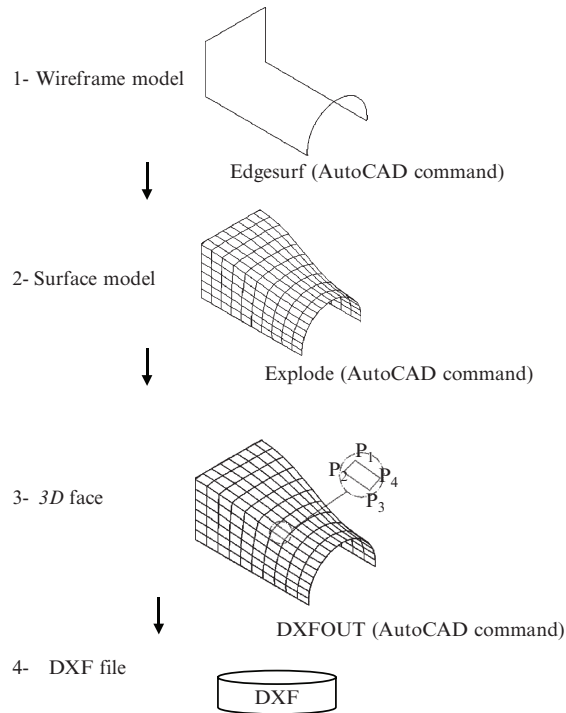 1- Wireframe model
Edgesurf (AutoCAD command)
2- Surface model
Explode (AutoCAD command)
P1
P2
P4
P3
3- 3D face
DXFOUT (AutoCAD command)
4- DXF file
DXF